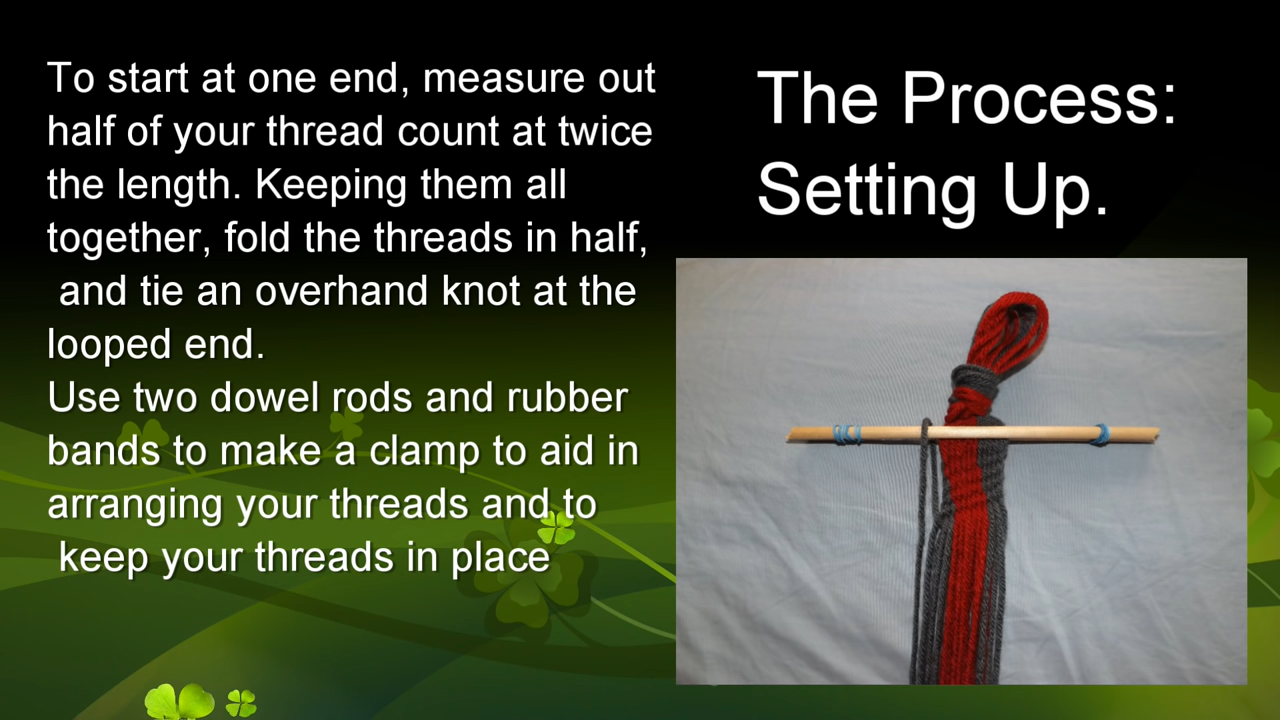 The Process:
Setting Up.
To start at one end, measure out
half of your thread count at twice
the length. Keeping them all
together, fold the threads in half,
and tie an overhand knot at the
looped end.
Use two dowel rods and rubber
bands to make a clamp to aid in
arranging your threads and to
keep your threads in place